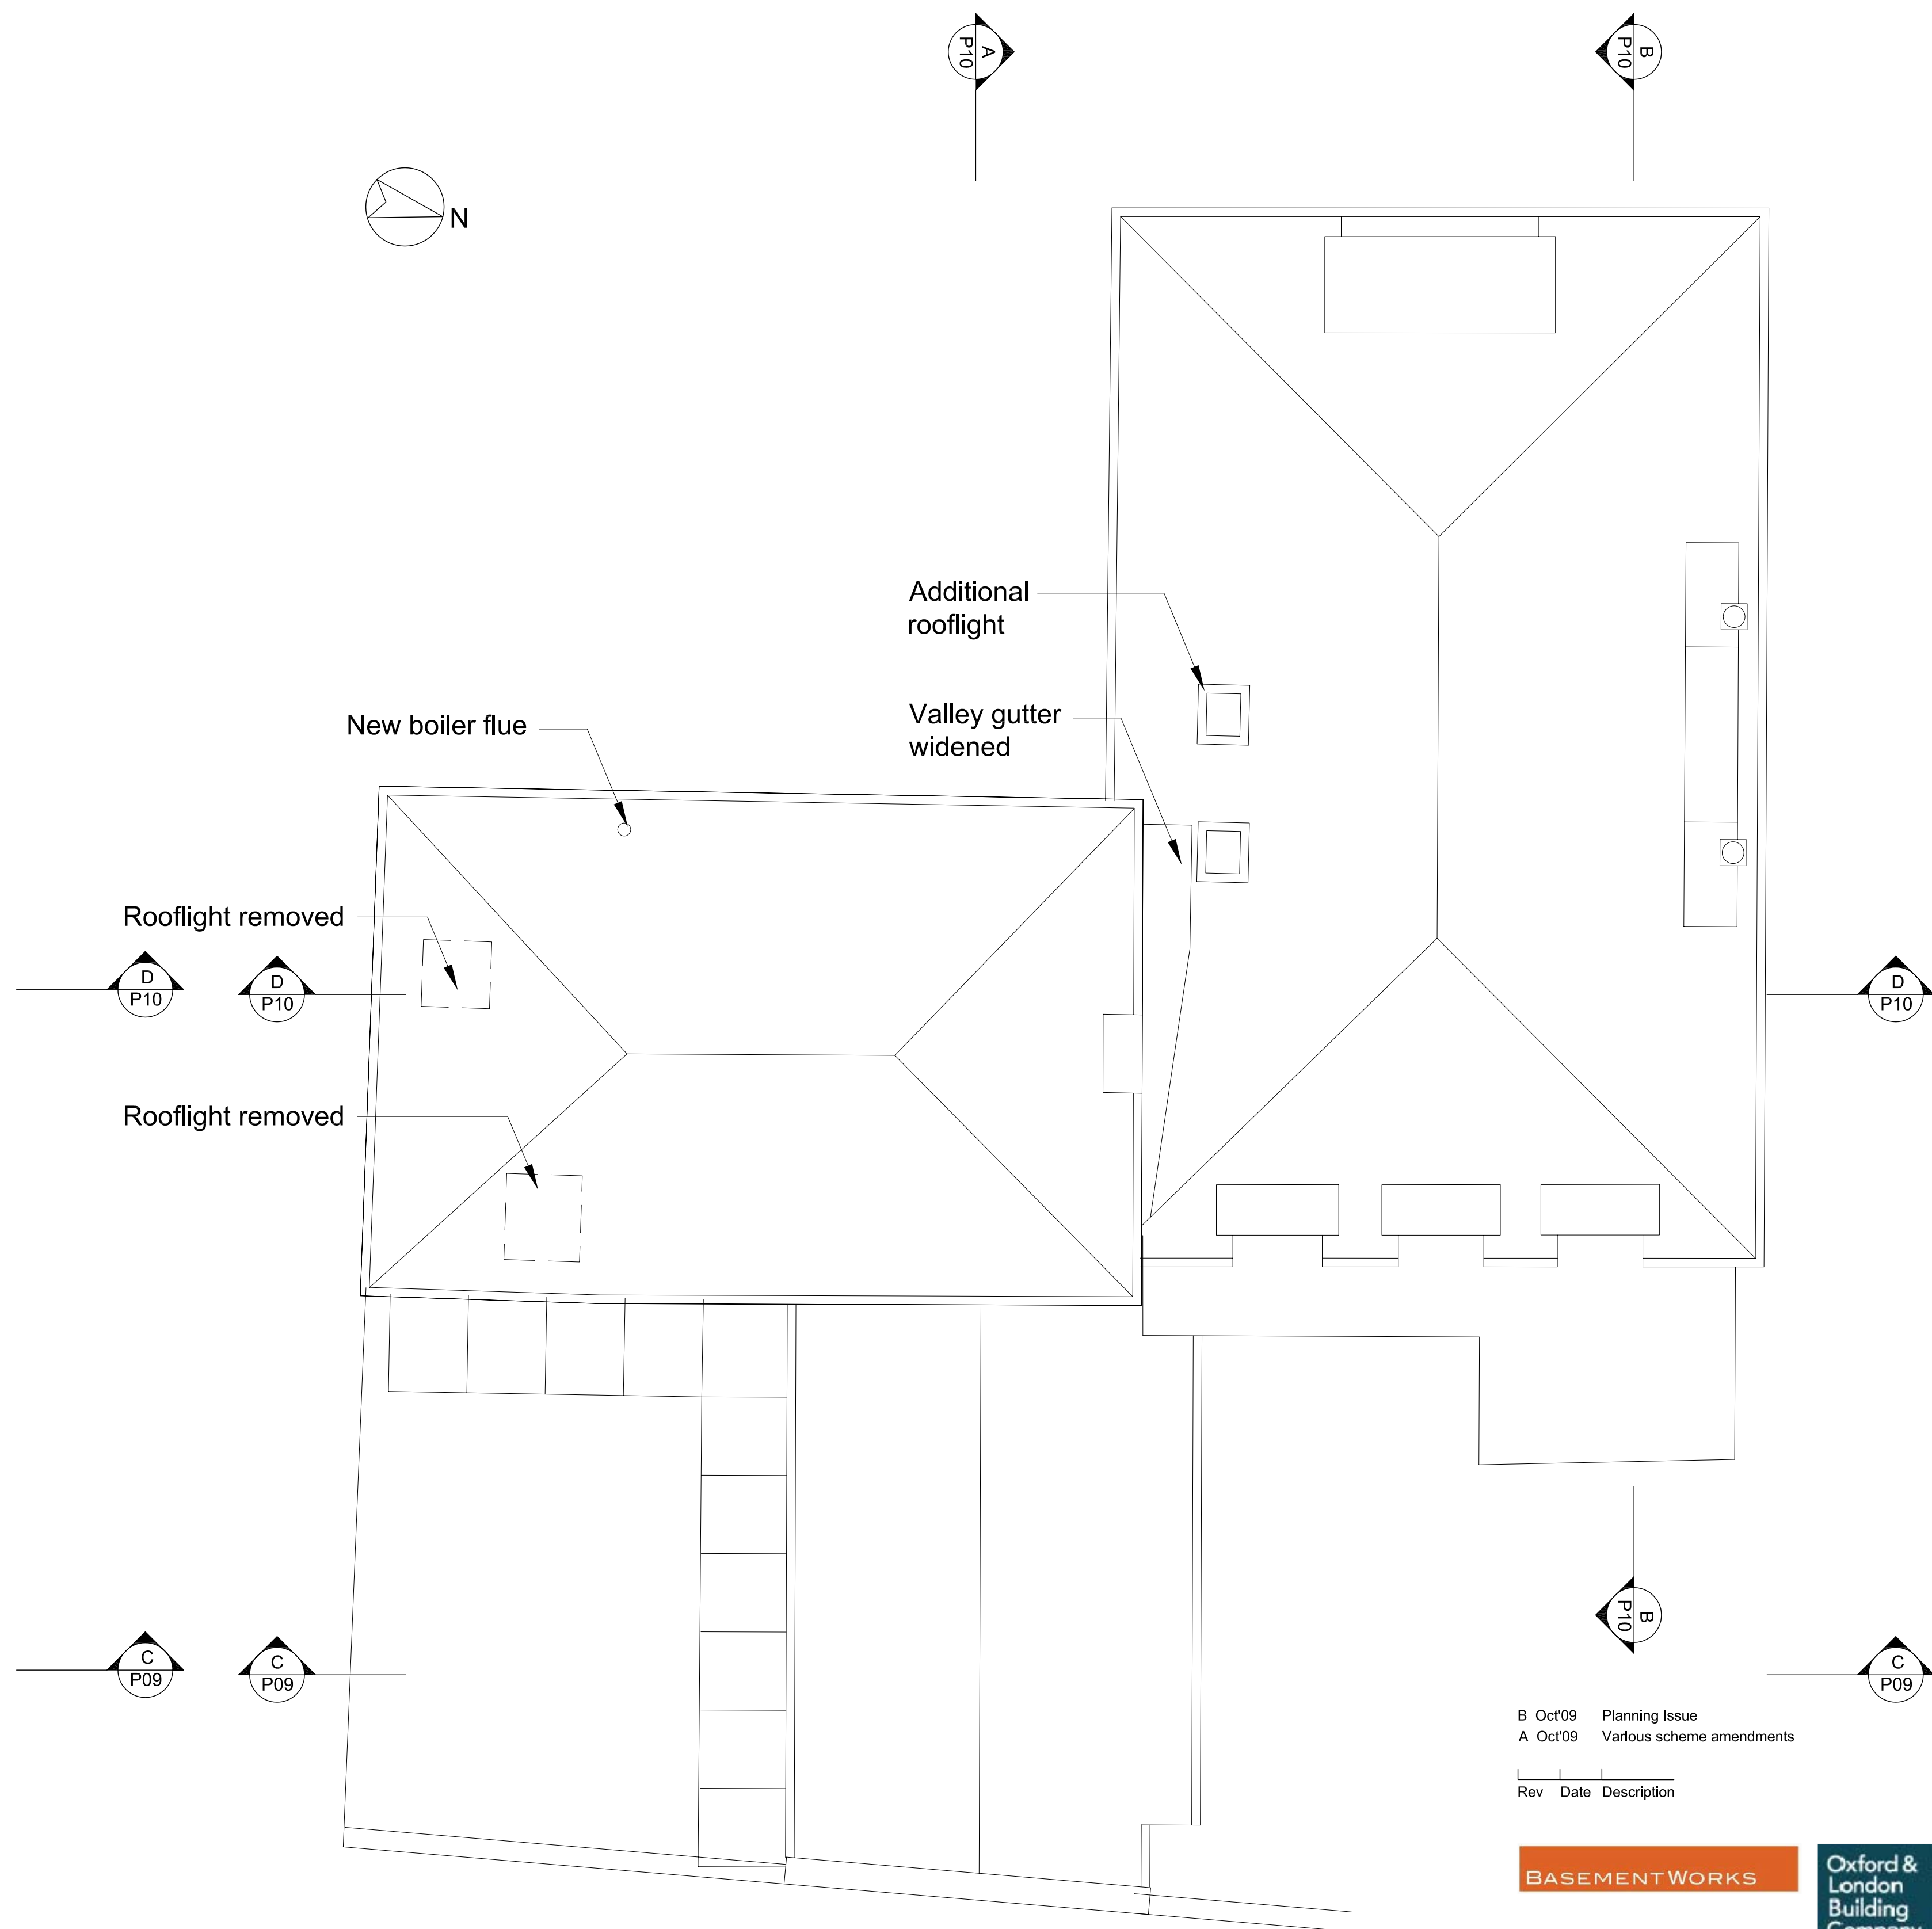 A
P10
B
P10
N
Additional
rooflight
Valley gutter
widened
New boiler flue
Rooflight removed
D
P10
D
P10
D
P10
Rooflight removed
B
P10
C
P09
C
P09
C
P09
B Oct'09 Planning Issue
A Oct'09 Various scheme amendments
Rev Date Description
BASEMENTWORKS
Oxford &
London
Building
Company